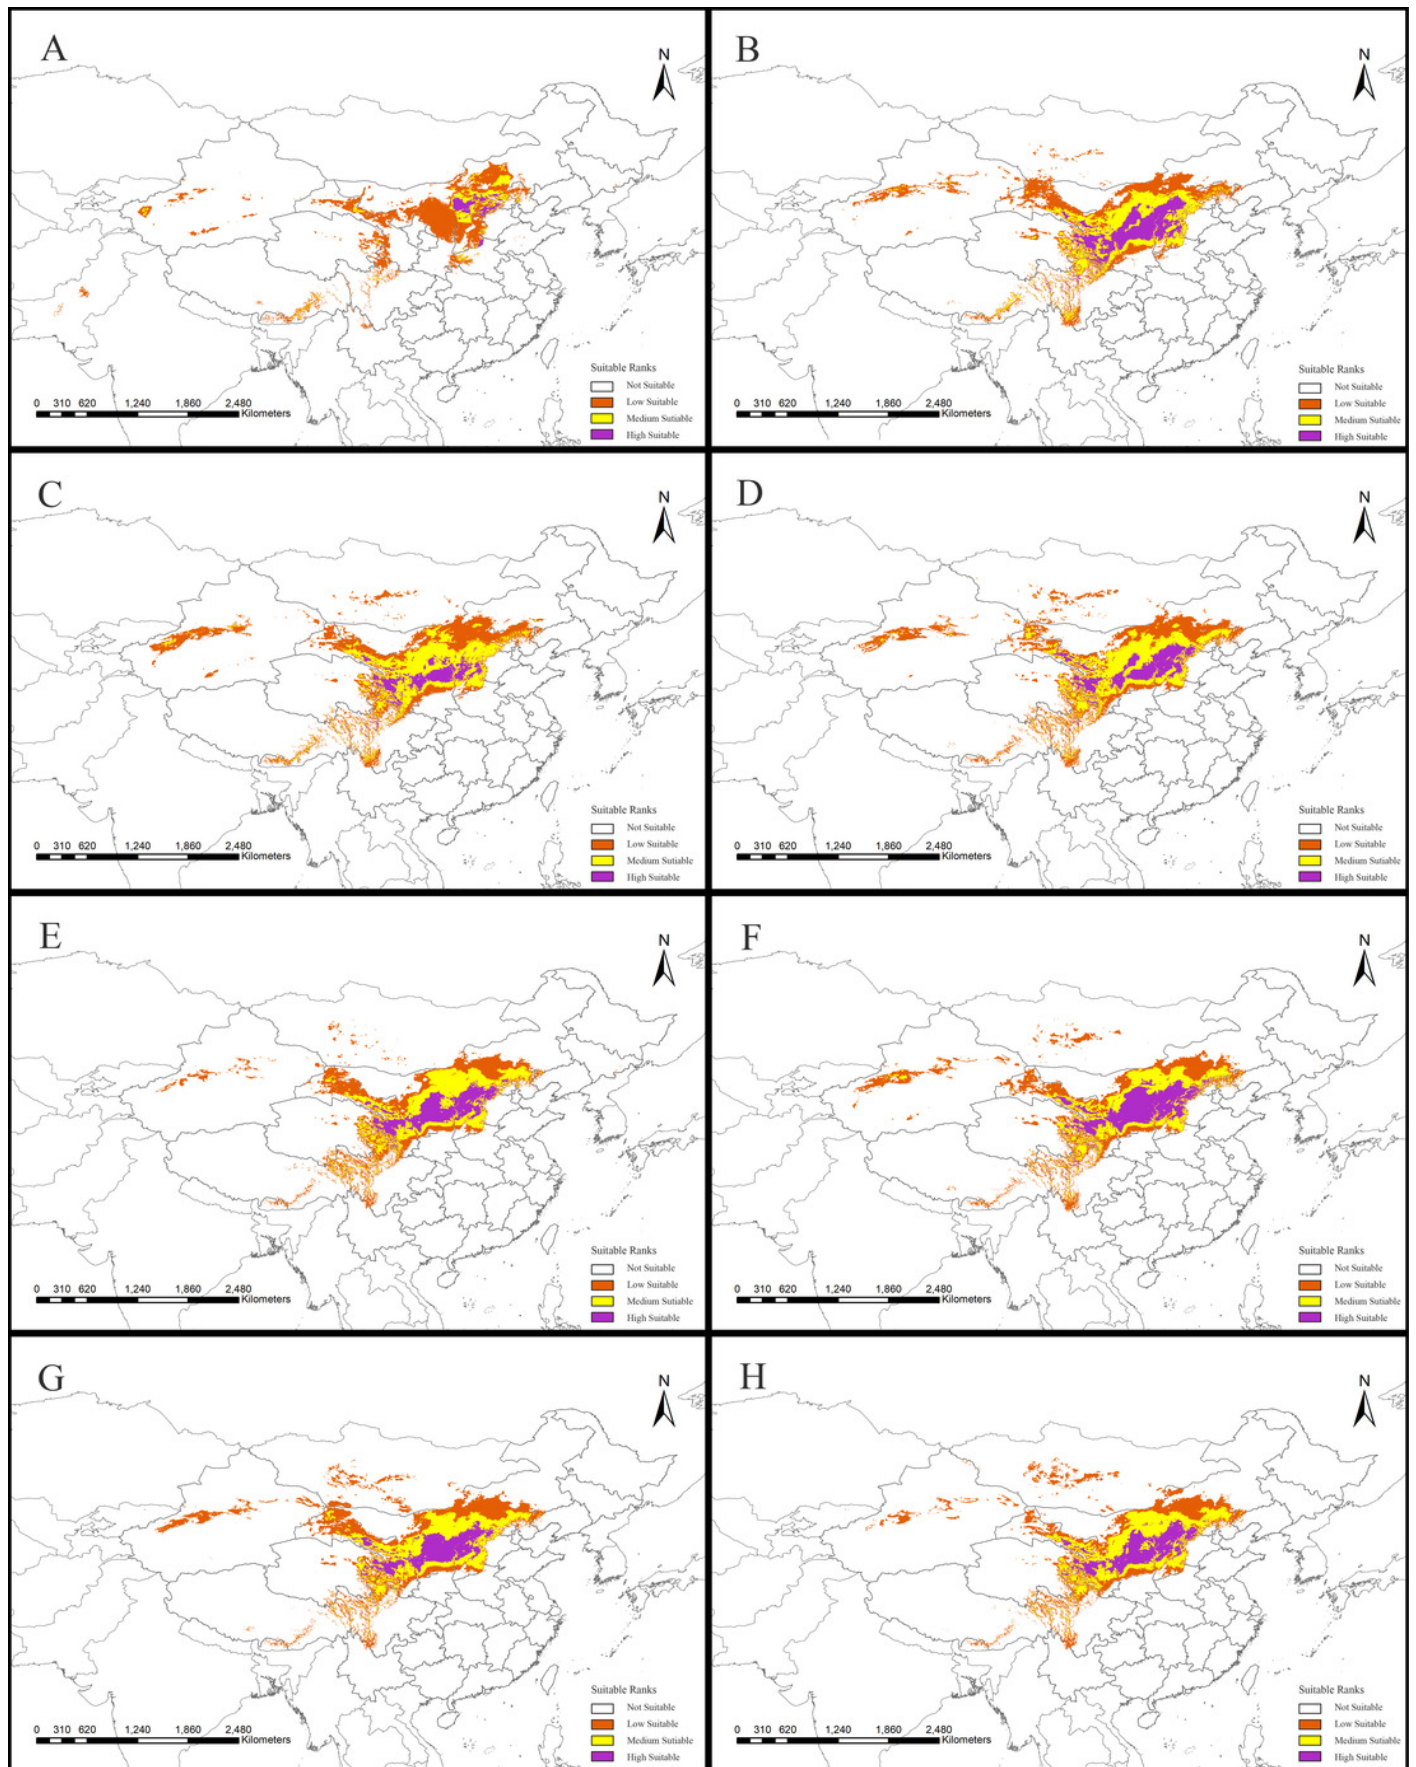 A
N
Suitable Ranks
Not Suitable
Low Suitable
Medium Sutiable
High Suitable
0 310 620 1,240 1,860 2,480
Kilometers
B
N
Suitable Ranks
Not Suitable
Low Suitable
Medium Sutiable
High Suitable
0 310 620 1,240 1,860 2,480
Kilometers
C
N
Suitable Ranks
Not Suitable
Low Suitable
Medium Sutiable
High Suitable
0 310 620 1,240 1,860 2,480
Kilometers
D
N
Suitable Ranks
Not Suitable
Low Suitable
Medium Sutiable
High Suitable
0 310 620 1,240 1,860 2,480
Kilometers
E
N
Suitable Ranks
Not Suitable
Low Suitable
Medium Sutiable
High Suitable
0 310 620 1,240 1,860 2,480
Kilometers
F
N
Suitable Ranks
Not Suitable
Low Suitable
Medium Sutiable
High Suitable
0 310 620 1,240 1,860 2,480
Kilometers
G
N
Suitable Ranks
Not Suitable
Low Suitable
Medium Sutiable
High Suitable
0 310 620 1,240 1,860 2,480
Kilometers
H
N
Suitable Ranks
Not Suitable
Low Suitable
Medium Sutiable
High Suitable
0 310 620 1,240 1,860 2,480
Kilometers